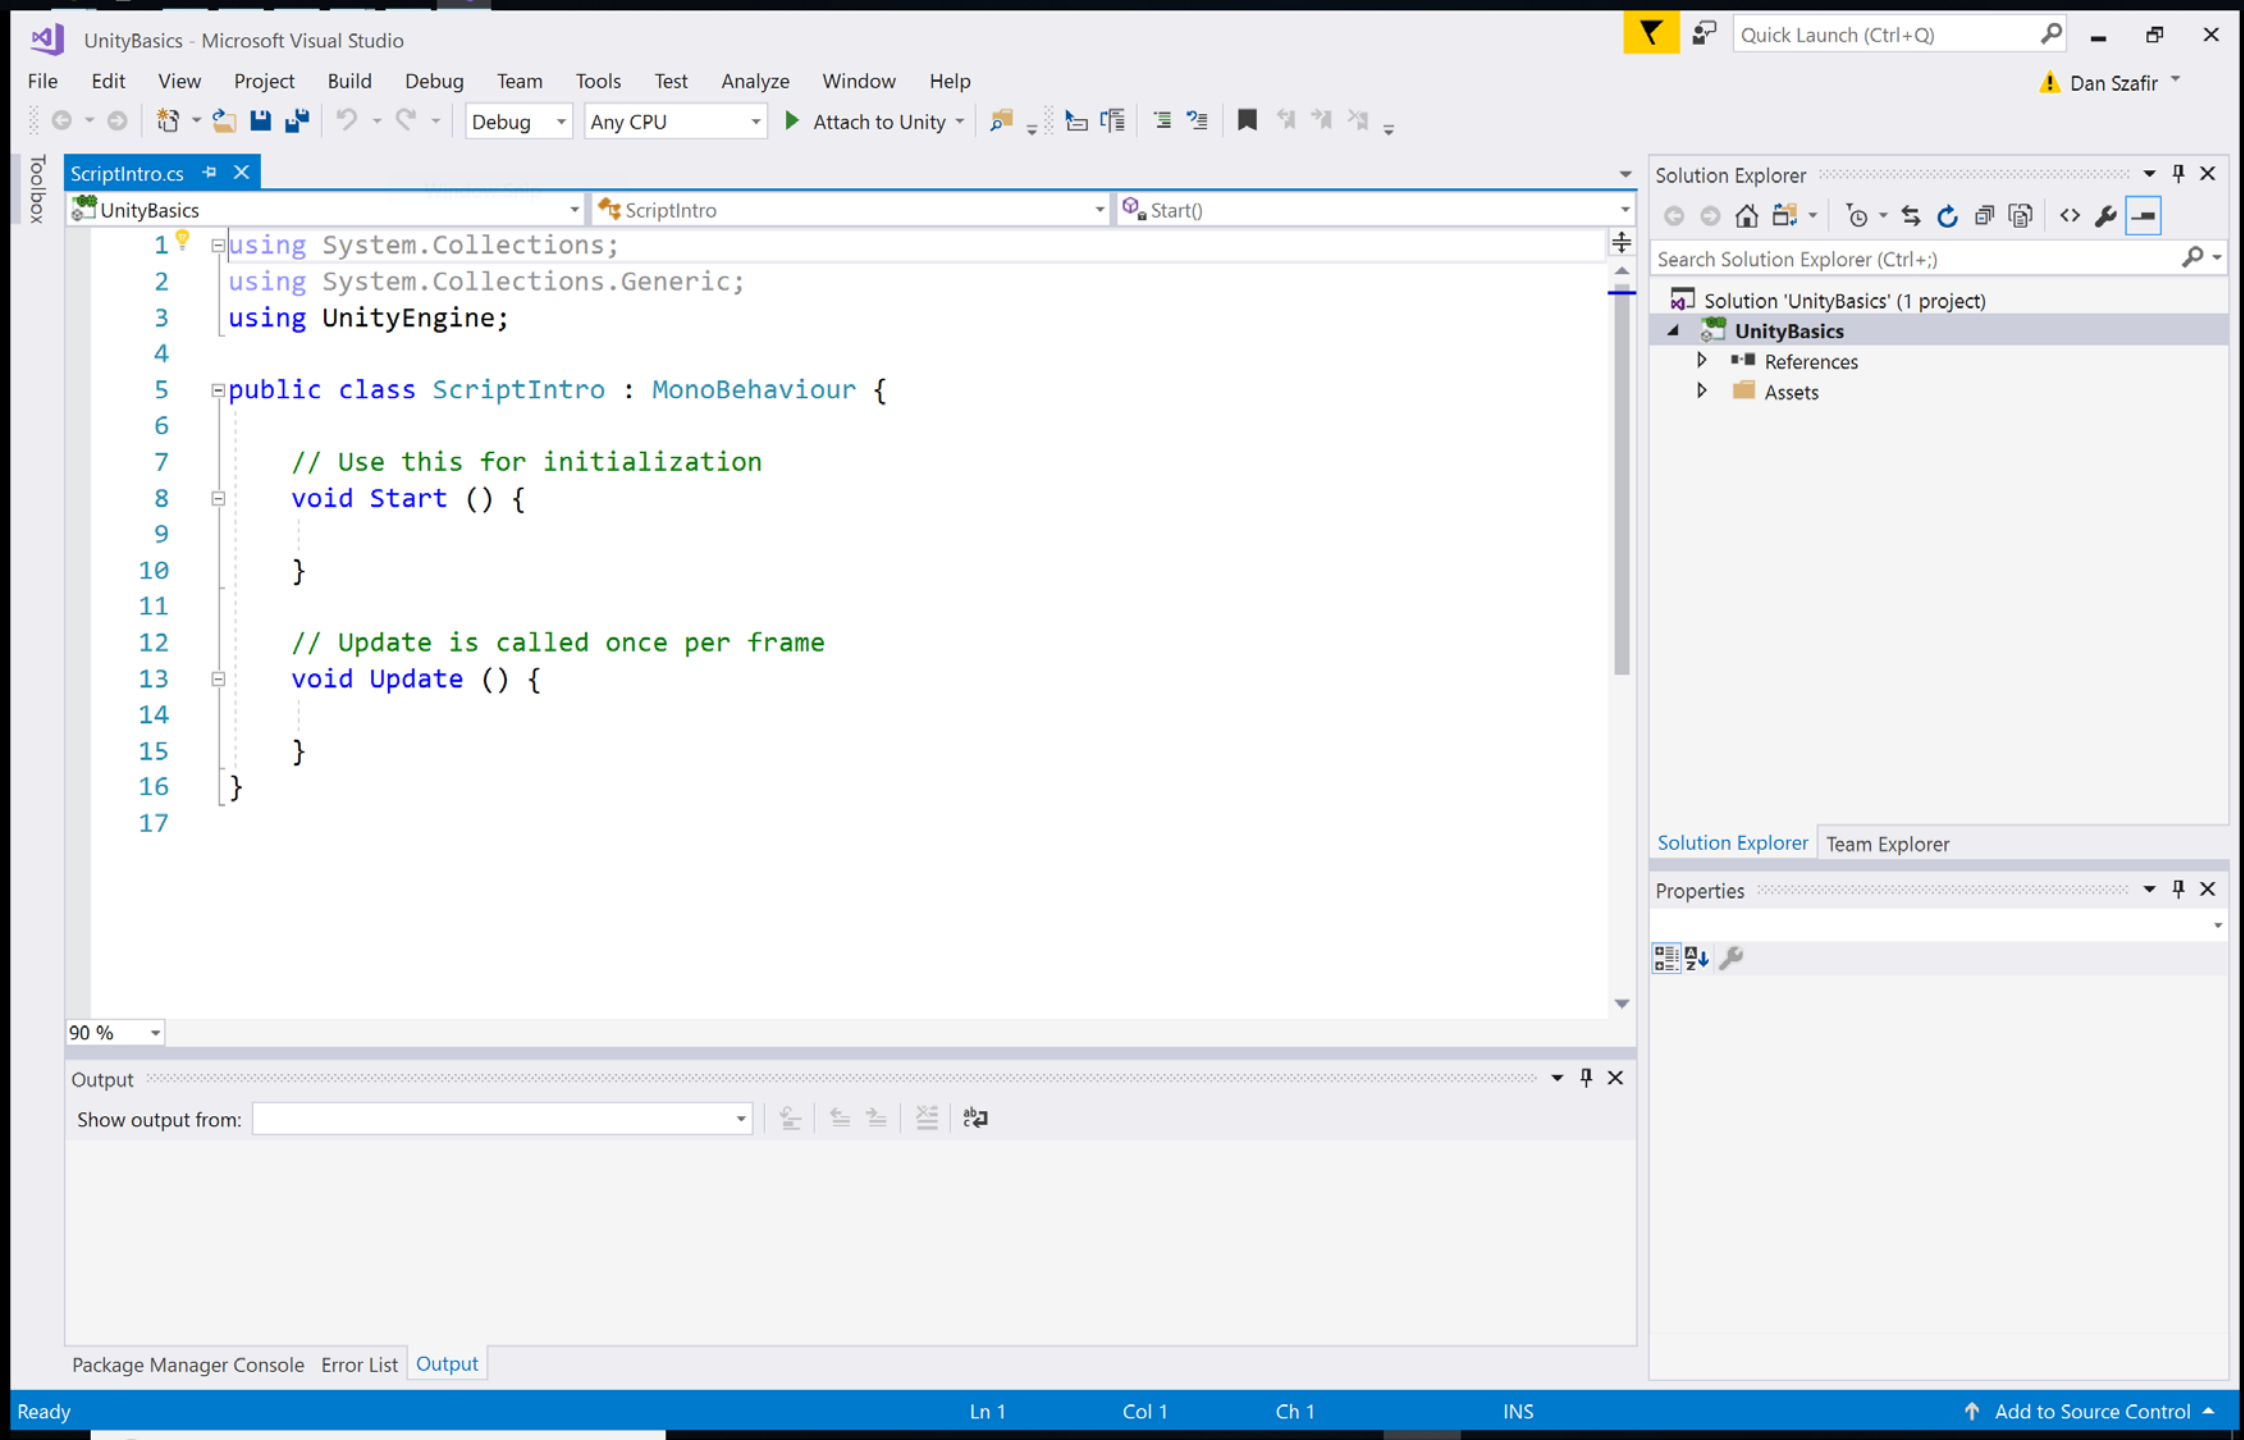 UnityBasics - Microsoft Visual Studio
Quick Launch (Ctrl+Q)
File Edit View Project Build Debug Team Tools Test Analyze Window Help
Dan Szafir
Debug Any CPU Attach to Unity
Toolbox
ScriptIntro.cs
UnityBasics ScriptIntro Start()
1 using System.Collections;
2 using System.Collections.Generic;
3 using UnityEngine;
4
5 public class ScriptIntro : MonoBehaviour {
6
7 // Use this for initialization
8 void Start () {
9
10 }
11
12 // Update is called once per frame
13 void Update () {
14
15 }
16 }
17
90 %
Output
Show output from:
Package Manager Console Error List Output
Solution Explorer
Search Solution Explorer (Ctrl+;)
Solution 'UnityBasics' (1 project)
UnityBasics
References
Assets
Solution Explorer Team Explorer
Properties
Ready Ln 1 Col 1 Ch 1 INS Add to Source Control